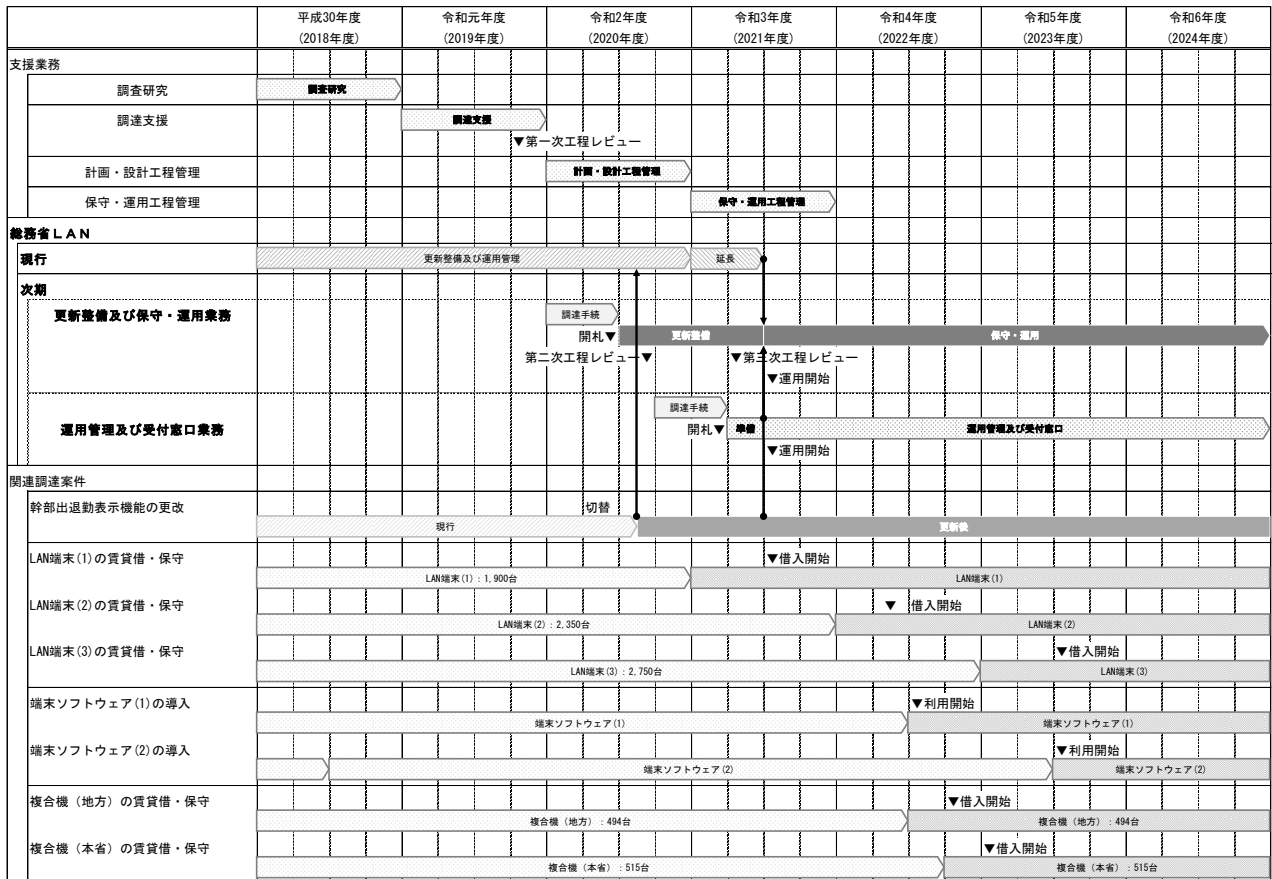 平成30年度 令和元年度 令和2年度 令和3年度 令和4年度 令和5年度 令和6年度
(2018年度) (2019年度) (2020年度) (2021年度) (2022年度) (2023年度) (2024年度)
支援業務
調査研究 調査研究
調達支援 調達支援
▼第一次工程レビュー
計画・設計工程管理 計画・設計工程管理
保守・運用工程管理 保守・運用工程管理
総務省LAN
現行 更新整備及び運用管理 延長
次期
更新整備及び保守・運用業務 調達手続
開札▼ 更新整備 保守・運用
第二次工程レビュー▼ ▼第三次工程レビュー
▼運用開始
調達手続
運用管理及び受付窓口業務 開札▼ 準備 運用管理及び受付窓口
▼運用開始
関連調達案件
幹部出退勤表示機能の更改 切替
現行 更新後
LAN端末(1)の賃貸借・保守 ▼借入開始
LAN端末(1):1,900台 LAN端末(1)
LAN端末(2)の賃貸借・保守 ▼ 借入開始
LAN端末(2):2,350台 LAN端末(2)
LAN端末(3)の賃貸借・保守 ▼借入開始
LAN端末(3):2,750台 LAN端末(3)
端末ソフトウェア(1)の導入 ▼利用開始
端末ソフトウェア(1) 端末ソフトウェア(1)
端末ソフトウェア(2)の導入 ▼利用開始
端末ソフトウェア(2) 端末ソフトウェア(2)
複合機(地方)の賃貸借・保守 ▼借入開始
複合機(地方):494台 複合機(地方):494台
複合機(本省)の賃貸借・保守 ▼借入開始
複合機(本省):515台 複合機(本省):515台